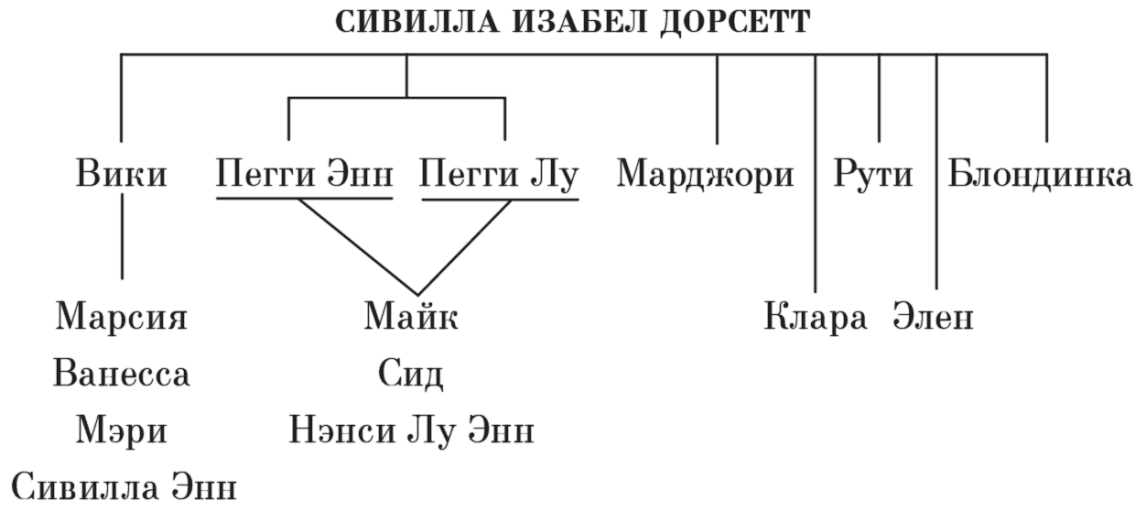 СИВИЛЛА ИЗАБЕЛ ДОРСЕТТ
Вики Пегги Энн Пегги Лу Марджори Рути Блондинка
Марсия Майк Клара Элен
Ванесса Сид
Мэри Нэнси Лу Энн
Сивилла Энн